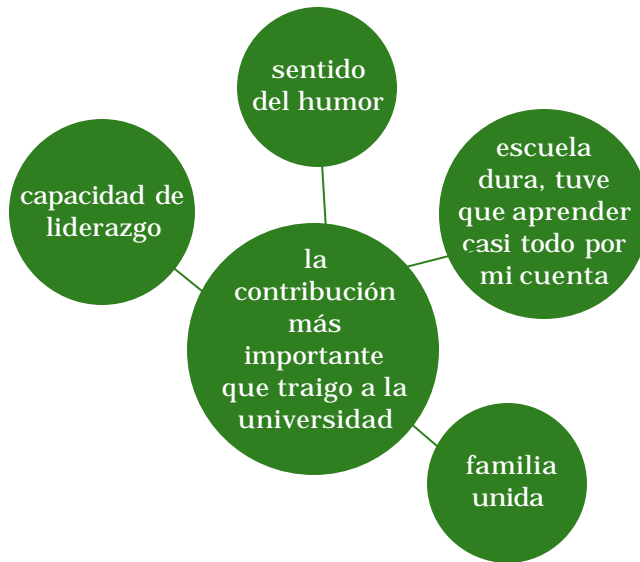 sentido
del humor
escuela
dura, tuve
que aprender
casi todo por
mi cuenta
capacidad de
liderazgo
la
contribución
más
importante
que traigo a la
universidad
familia
unida